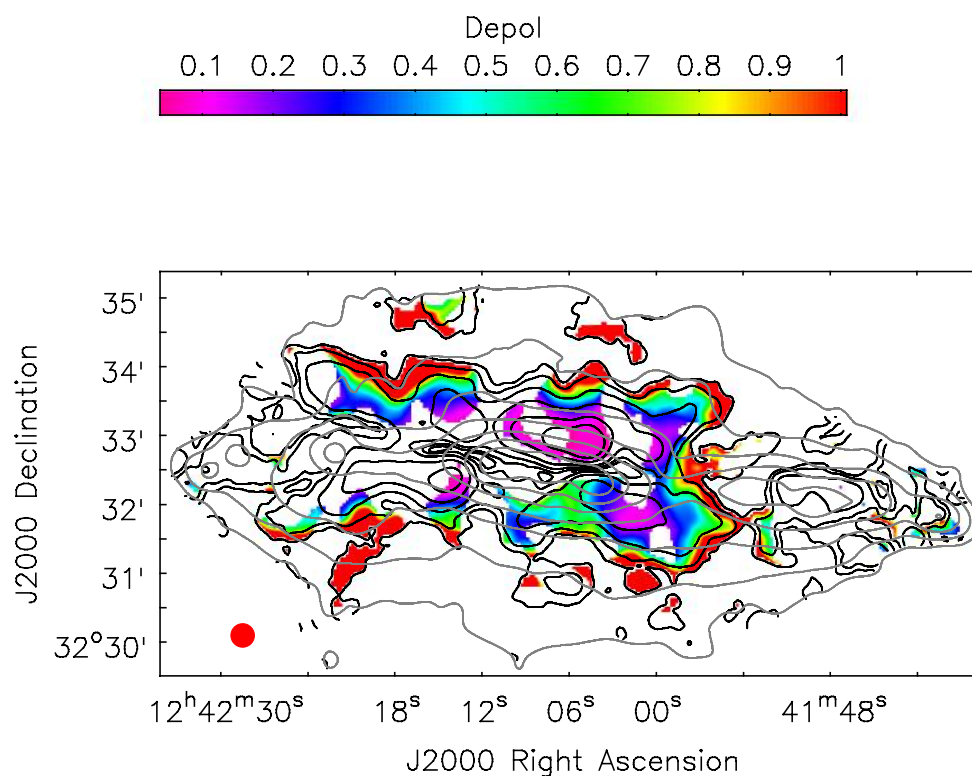 Depol
0.1 0.2 0.3 0.4 0.5 0.6 0.7 0.8 0.9 1
35'
34'
33'
32'
31'
32°30'
J2000 Declination
12ʰ42ᵐ30ˢ 18ˢ 12ˢ 06ˢ 00ˢ 41ᵐ48ˢ
J2000 Right Ascension